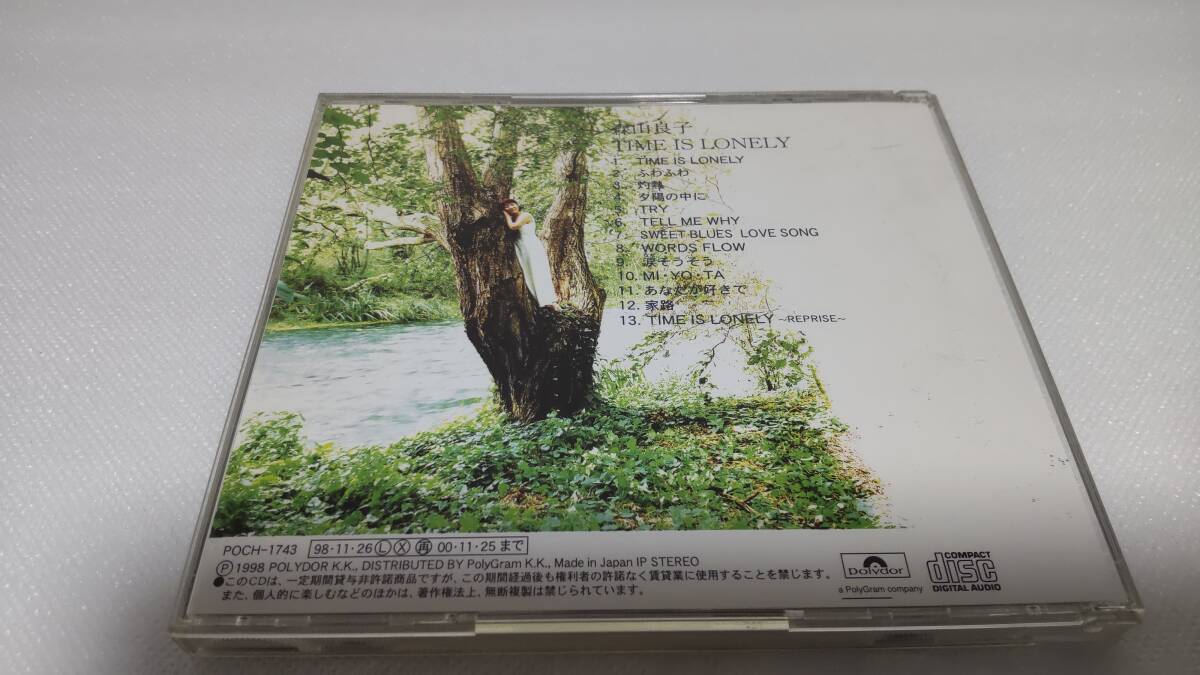 森山良子
TIME IS LONELY
1. TIME IS LONELY
2. ふわふわ
3. 灼熱
4. 夕陽の中に
5. TRY
6. TELL ME WHY
7. SWEET BLUES LOVE SONG
8. WORDS FLOW
9. 涙そうそう
10. MI・YO・TA
11. あなたが好きで
12. 家路
13. TIME IS LONELY ~REPRISE~
POCH-1743 98・11・26 Ⓛ Ⓧ ㊢ 00・11・25まで
Ⓟ1998 POLYDOR K.K., DISTRIBUTED BY PolyGram K.K., Made in Japan IP STEREO
●このCDは、一定期間貸与非許諾商品ですが、この期間経過後も権利者の許諾なく賃貸業に使用することを禁じます。
また、個人的に楽しむなどのほかは、著作権法上、無断複製は禁じられています。
Polydor
a PolyGram company
COMPACT
disc
DIGITAL AUDIO